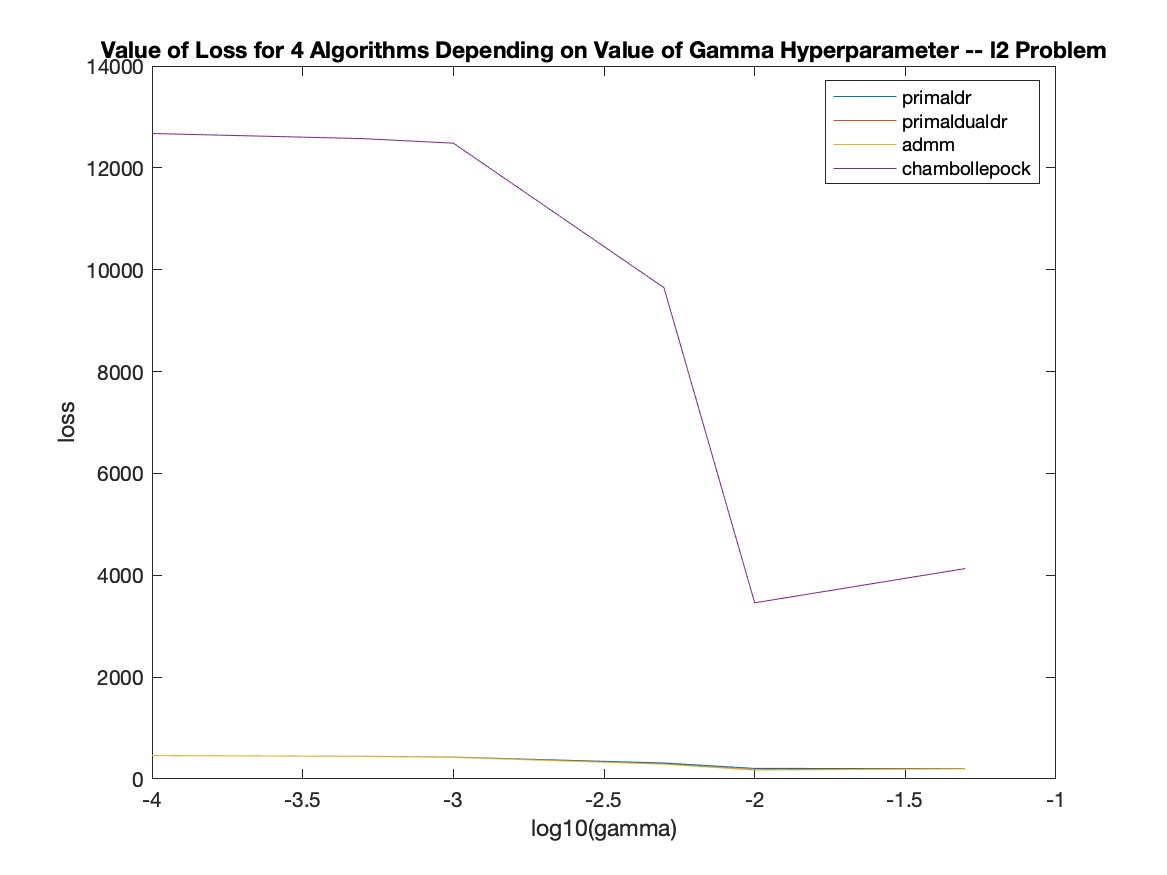 Value of Loss for 4 Algorithms Depending on Value of Gamma Hyperparameter -- l2 Problem
14000
12000
10000
8000
6000
4000
2000
0
loss
primaldr
primaldualdr
admm
chambollepock
-4
-3.5
-3
-2.5
-2
-1.5
-1
log10(gamma)